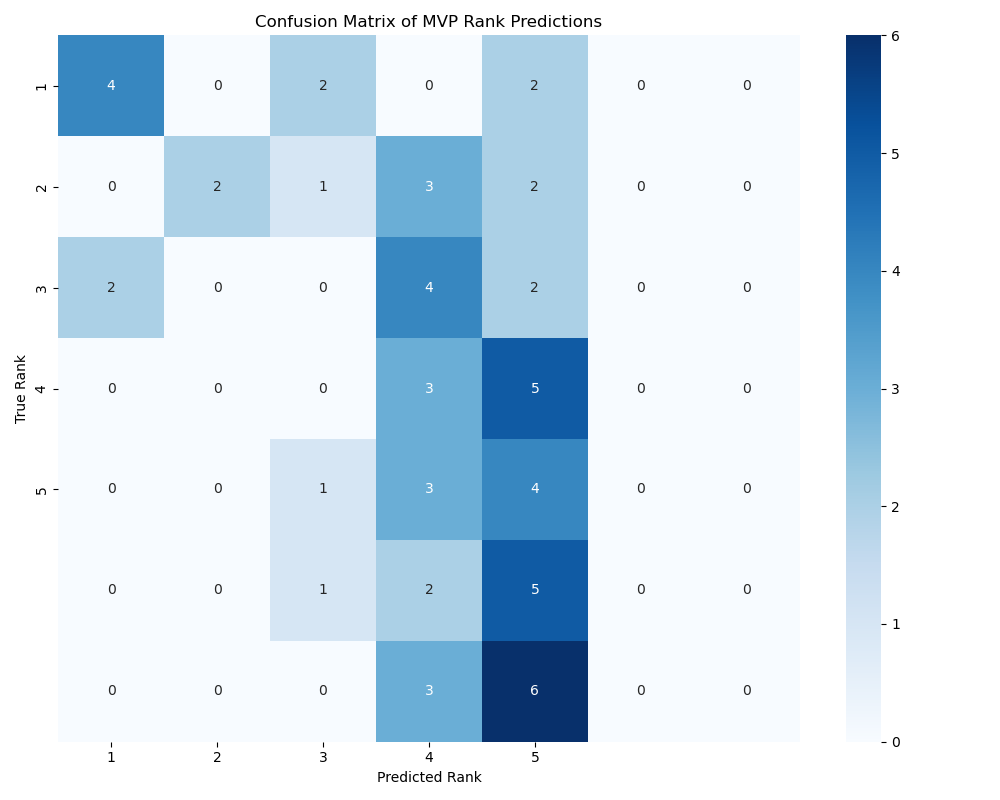 Confusion Matrix of MVP Rank Predictions
True Rank
1 4 0 2 0 2 0 0
2 0 2 1 3 2 0 0
3 2 0 0 4 2 0 0
4 0 0 0 3 5 0 0
5 0 0 1 3 4 0 0
0 0 1 2 5 0 0
0 0 0 3 6 0 0
1 2 3 4 5
Predicted Rank
6
5
4
3
2
1
0